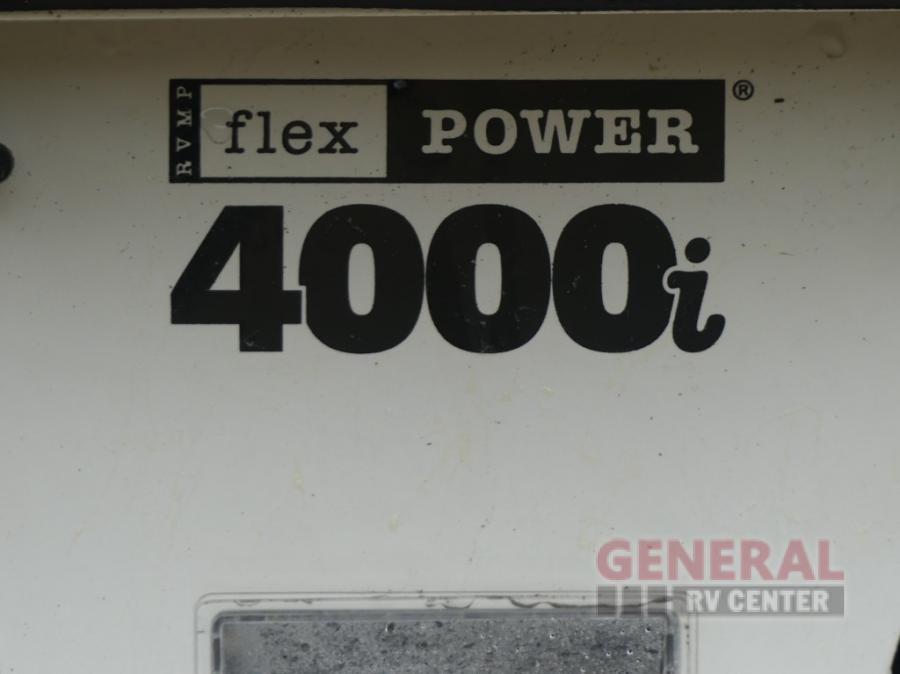 RVMP flex POWER®
4000i
GENERAL
RV CENTER